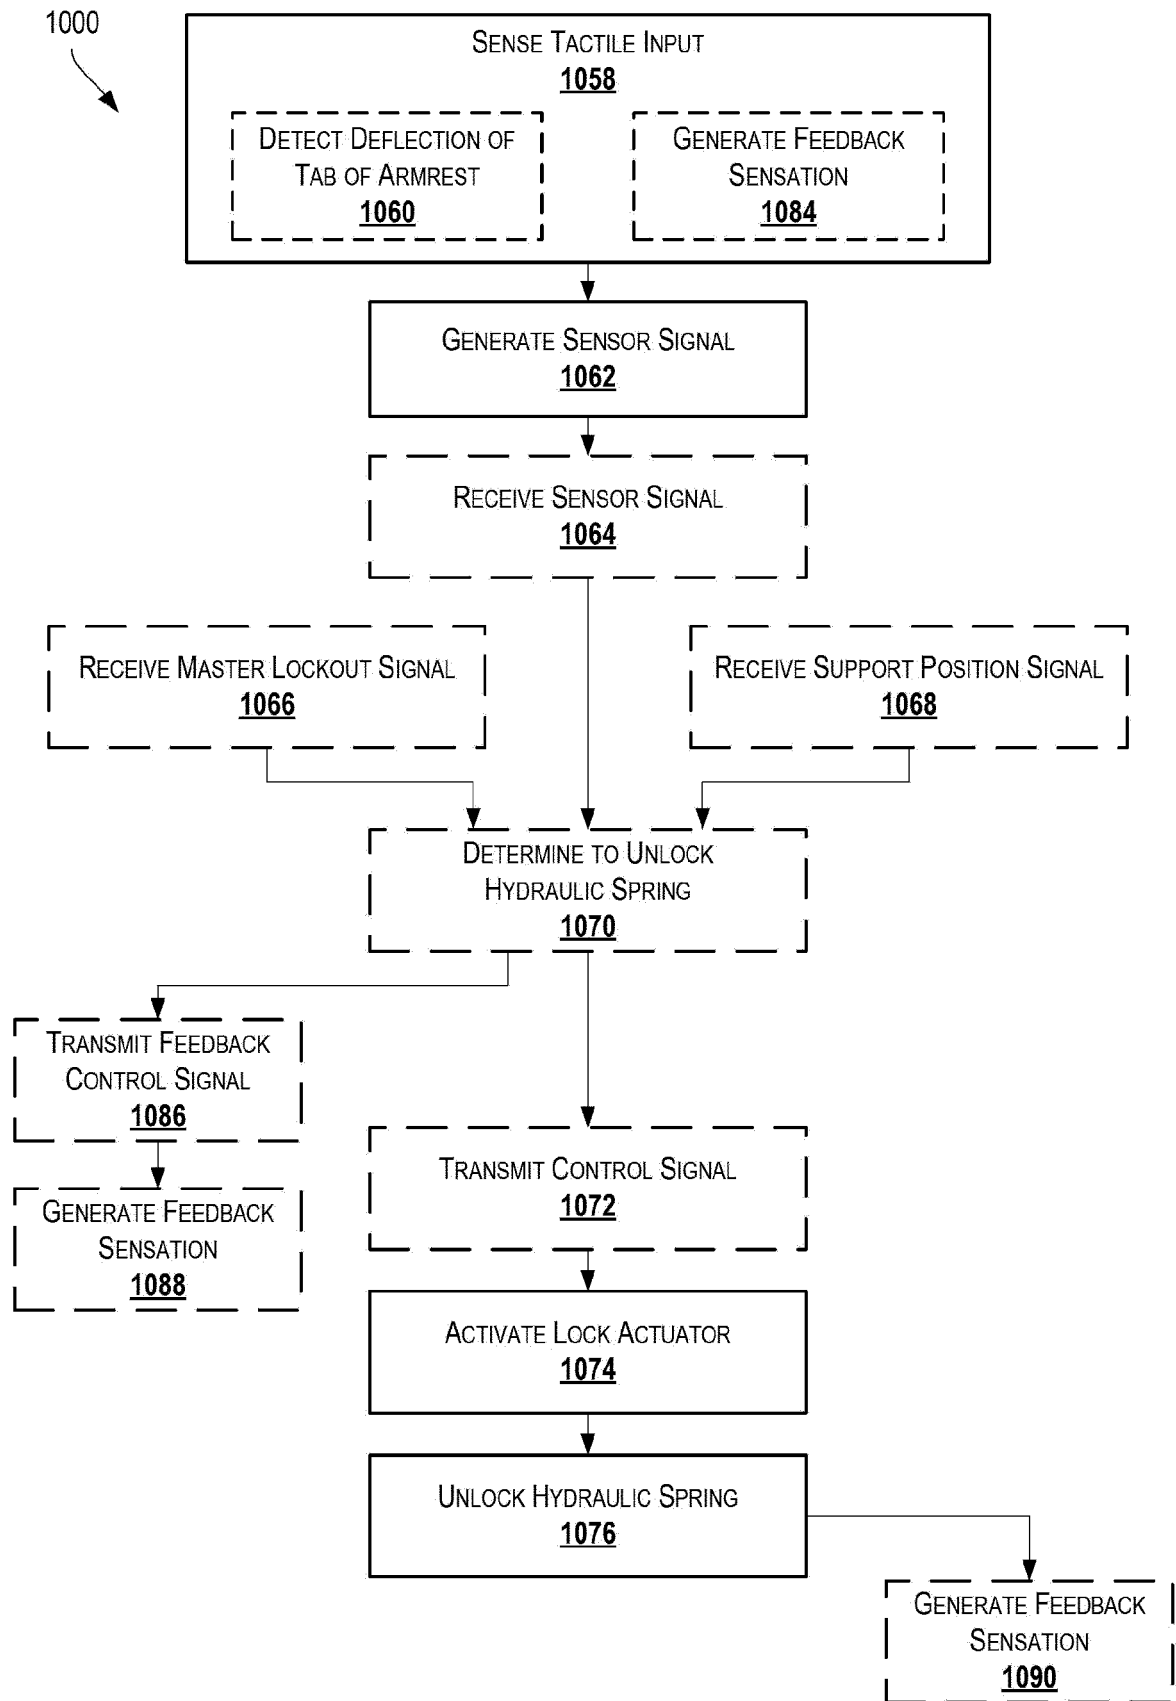 1000
SENSE TACTILE INPUT
1058
DETECT DEFLECTION OF
TAB OF ARMREST
1060
GENERATE FEEDBACK
SENSATION
1084
GENERATE SENSOR SIGNAL
1062
RECEIVE SENSOR SIGNAL
1064
RECEIVE MASTER LOCKOUT SIGNAL
1066
RECEIVE SUPPORT POSITION SIGNAL
1068
DETERMINE TO UNLOCK
HYDRAULIC SPRING
1070
TRANSMIT FEEDBACK
CONTROL SIGNAL
1086
GENERATE FEEDBACK
SENSATION
1088
TRANSMIT CONTROL SIGNAL
1072
ACTIVATE LOCK ACTUATOR
1074
UNLOCK HYDRAULIC SPRING
1076
GENERATE FEEDBACK
SENSATION
1090